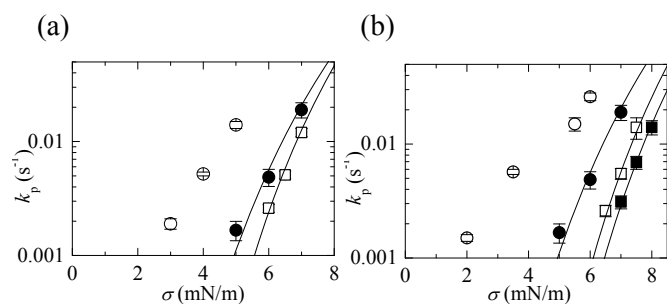 (a)
(b)
0.01
0.001
k_p (s⁻¹)
0 2 4 6 8
σ (mN/m)
0.01
0.001
k_p (s⁻¹)
0 2 4 6 8
σ (mN/m)